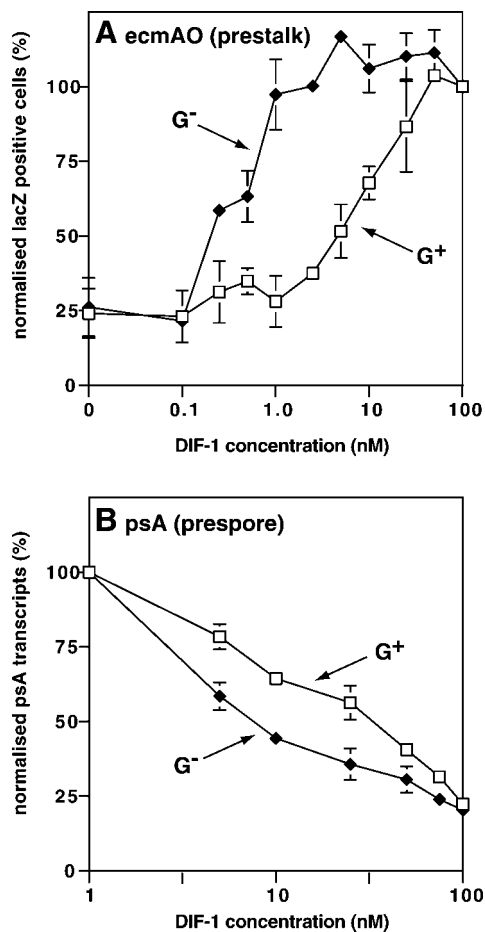 A ecmAO (prestalk)
normalised lacZ positive cells (%)
100
75
50
25
0
G-
G+
0
0.1
1.0
10
100
DIF-1 concentration (nM)
B psA (prespore)
normalised psA transcripts (%)
100
75
50
25
0
G+
G-
1
10
100
DIF-1 concentration (nM)